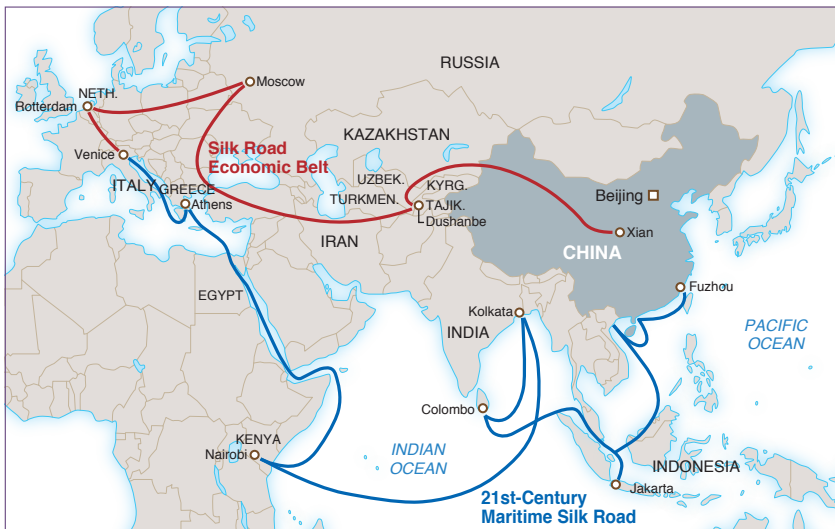 RUSSIA
Moscow
NETH.
Rotterdam
KAZAKHSTAN
Silk Road
Economic Belt
Venice
UZBEK.
KYRG.
ITALY
GREECE
TURKMEN.
TAJIK.
Beijing
Athens
Dushanbe
Xian
IRAN
CHINA
EGYPT
Fuzhou
Kolkata
INDIA
PACIFIC
OCEAN
Colombo
KENYA
Nairobi
INDIAN
OCEAN
INDONESIA
Jakarta
21st-Century
Maritime Silk Road